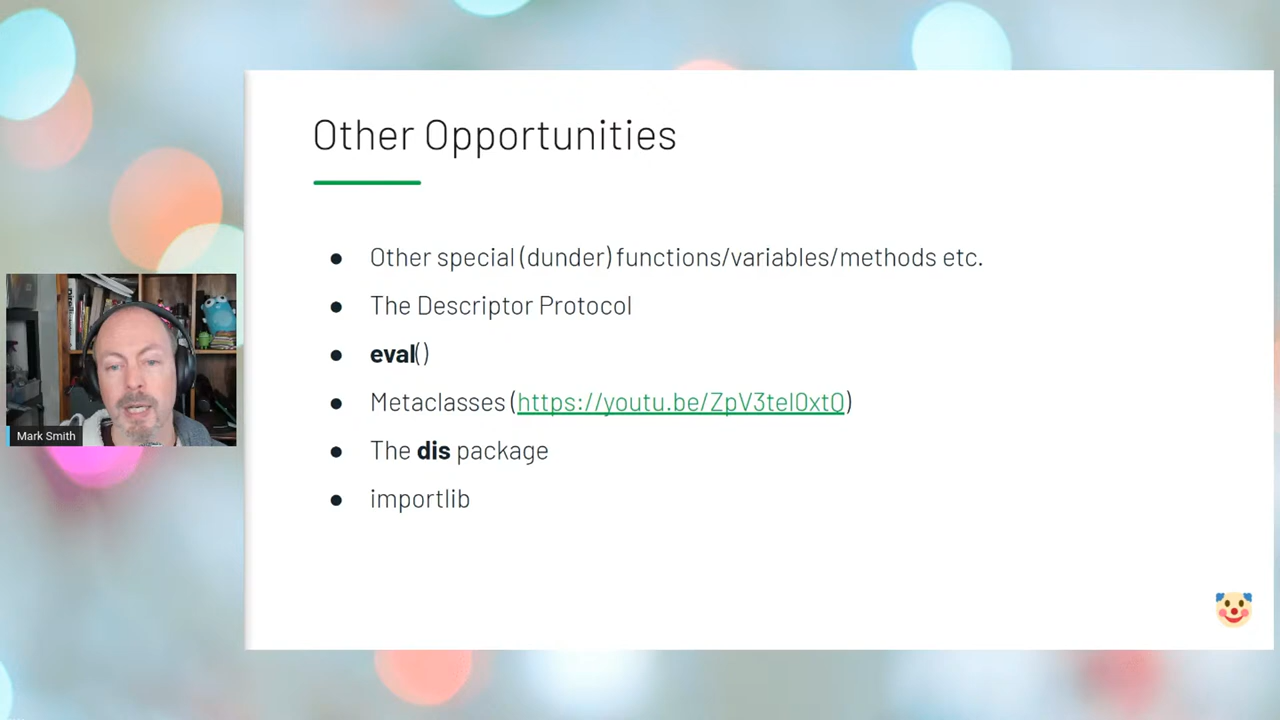 Other Opportunities
● Other special (dunder) functions/variables/methods etc.
● The Descriptor Protocol
● eval()
● Metaclasses (https://youtu.be/ZpV3tel0xtQ)
● The dis package
● importlib
Mark Smith